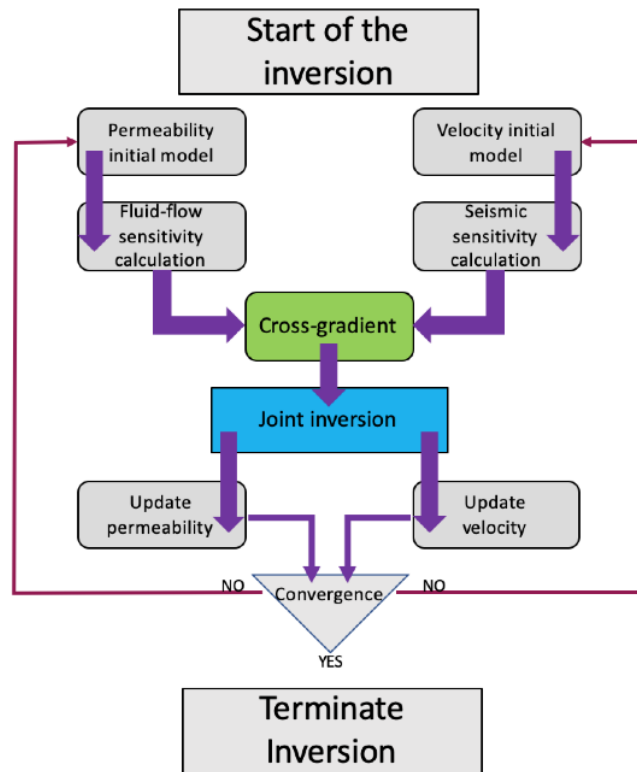 Start of the
inversion
Permeability
initial model
Velocity initial
model
Fluid-flow
sensitivity
calculation
Seismic
sensitivity
calculation
Cross-gradient
Joint inversion
Update
permeability
Update
velocity
NO
Convergence
NO
YES
Terminate
Inversion